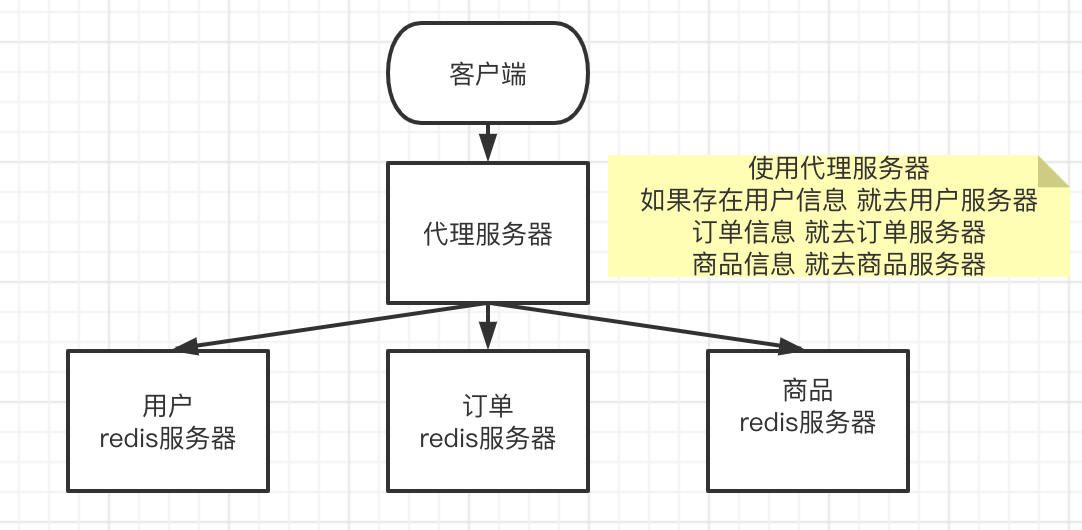 客户端
代理服务器
使用代理服务器
如果存在用户信息 就去用户服务器
订单信息 就去订单服务器
商品信息 就去商品服务器
用户
redis服务器
订单
redis服务器
商品
redis服务器